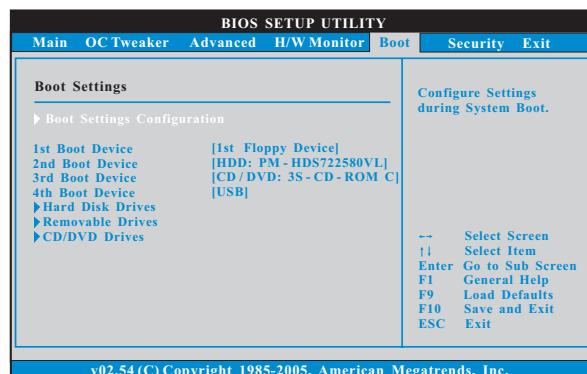 BIOS SETUP UTILITY
Main OC Tweaker Advanced H/W Monitor Boot Security Exit
Boot Settings
Boot Settings Configuration
1st Boot Device [1st Floppy Device]
2nd Boot Device [HDD: PM - HDS722580VL]
3rd Boot Device [CD / DVD: 3S - CD - ROM C]
4th Boot Device [USB]
Hard Disk Drives
Removable Drives
CD/DVD Drives
Configure Settings
during System Boot.
←→ Select Screen
↑↓ Select Item
Enter Go to Sub Screen
F1 General Help
F9 Load Defaults
F10 Save and Exit
ESC Exit
v02.54 (C) Copyright 1985-2005, American Megatrends, Inc.